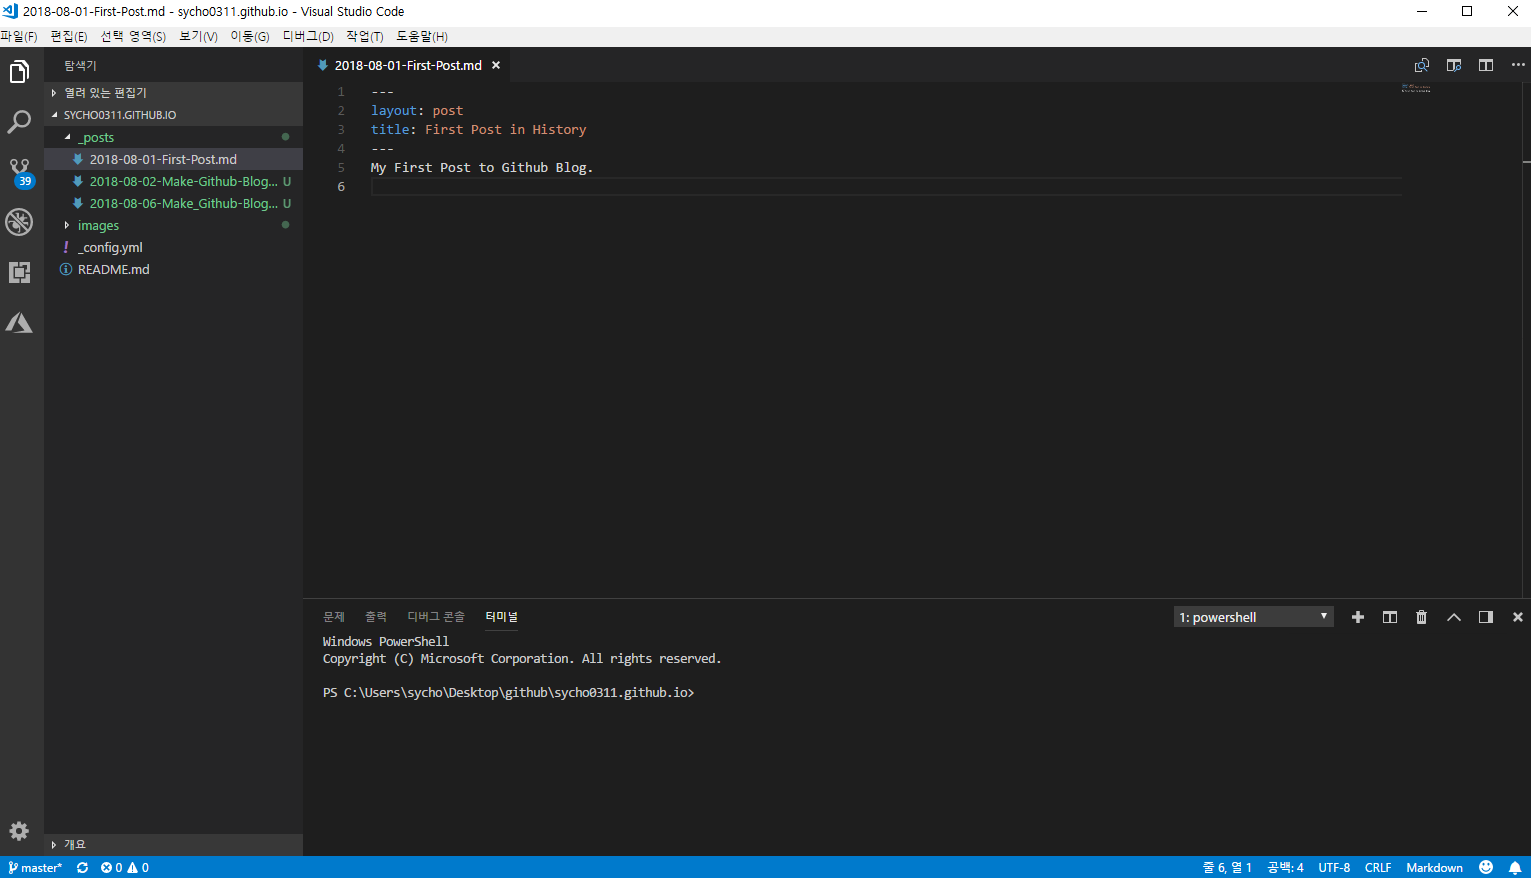 2018-08-01-First-Post.md - sycho0311.github.io - Visual Studio Code
파일(F) 편집(E) 선택 영역(S) 보기(V) 이동(G) 디버그(D) 작업(T) 도움말(H)
탐색기
열려 있는 편집기
SYCHO0311.GITHUB.IO
_posts
2018-08-01-First-Post.md
2018-08-02-Make-Github-Blog... U
2018-08-06-Make_Github-Blog... U
images
! _config.yml
README.md
39
개요
2018-08-01-First-Post.md
1 ---
2 layout: post
3 title: First Post in History
4 ---
5 My First Post to Github Blog.
6
문제 출력 디버그 콘솔 터미널 1: powershell
Windows PowerShell
Copyright (C) Microsoft Corporation. All rights reserved.
PS C:\Users\sycho\Desktop\github\sycho0311.github.io>
master* 0 0 줄 6, 열 1 공백: 4 UTF-8 CRLF Markdown